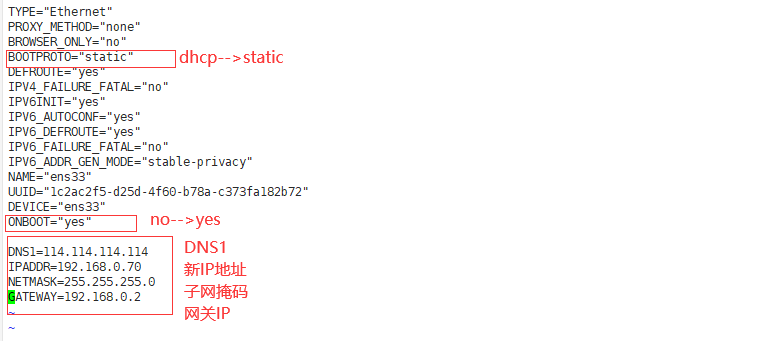 TYPE="Ethernet"
PROXY_METHOD="none"
BROWSER_ONLY="no"
BOOTPROTO="static" dhcp-->static
DEFROUTE="yes"
IPV4_FAILURE_FATAL="no"
IPV6INIT="yes"
IPV6_AUTOCONF="yes"
IPV6_DEFROUTE="yes"
IPV6_FAILURE_FATAL="no"
IPV6_ADDR_GEN_MODE="stable-privacy"
NAME="ens33"
UUID="1c2ac2f5-d25d-4f60-b78a-c373fa182b72"
DEVICE="ens33"
ONBOOT="yes" no-->yes
DNS1=114.114.114.114 DNS1
IPADDR=192.168.0.70 新IP地址
NETMASK=255.255.255.0 子网掩码
GATEWAY=192.168.0.2 网关IP
~
~